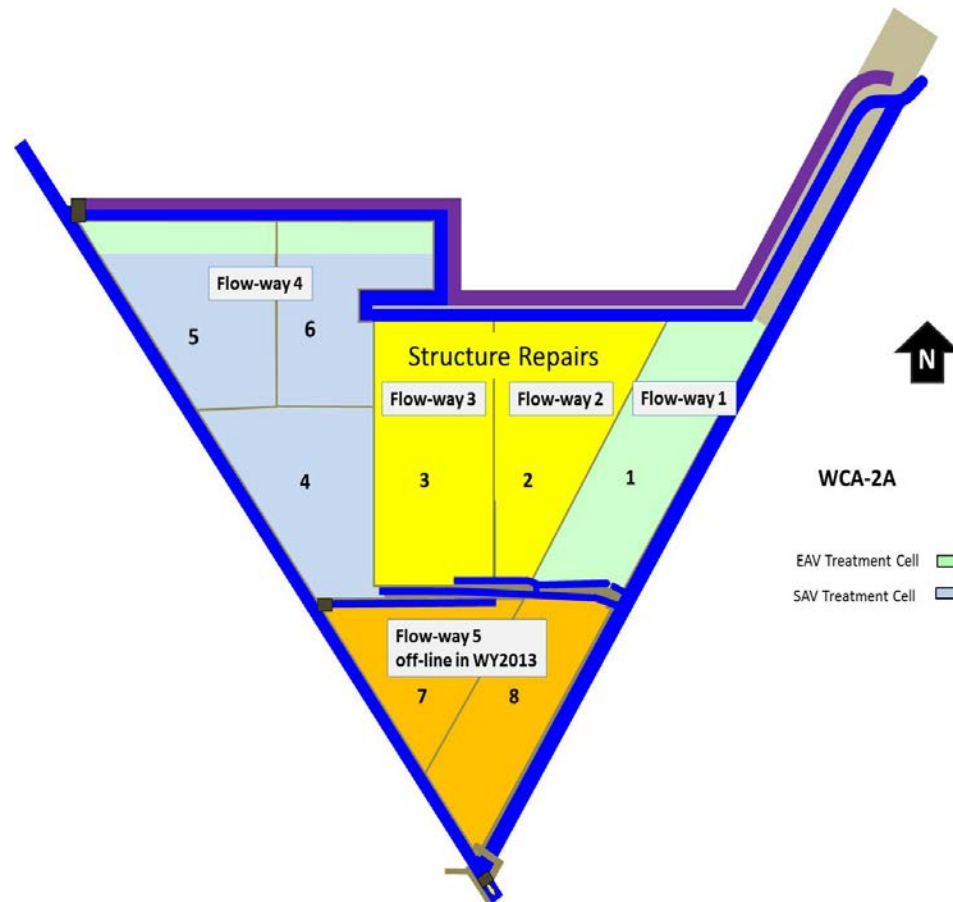 Flow-way 4
5
6
Structure Repairs
Flow-way 3
Flow-way 2
Flow-way 1
N
4
3
2
1
WCA-2A
EAV Treatment Cell
SAV Treatment Cell
Flow-way 5
off-line in WY2013
7
8